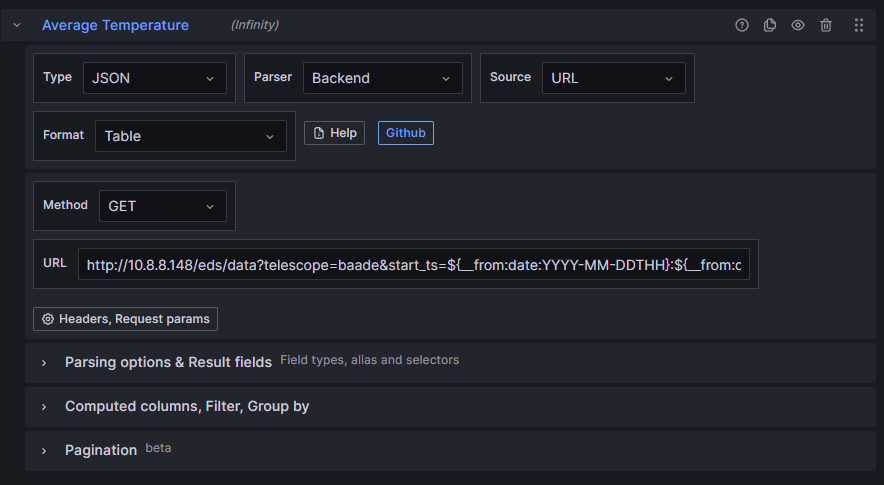 Average Temperature (Infinity)
Type JSON Parser Backend Source URL
Format Table Help Github
Method GET
URL http://10.8.8.148/eds/data?telescope=baade&start_ts=${__from:date:YYYY-MM-DDTHH}:${__from:c
Headers, Request params
Parsing options & Result fields Field types, alias and selectors
Computed columns, Filter, Group by
Pagination beta